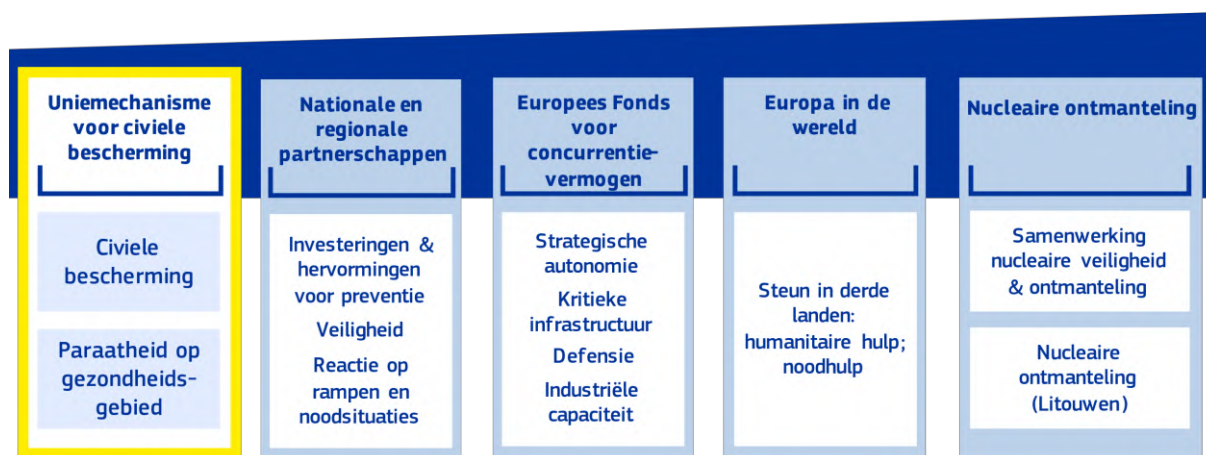 Uniemechanisme
voor civiele
bescherming
Civiele
bescherming
Paraatheid op
gezondheids-
gebied
Nationale en
regionale
partnerschappen
Investeringen &
hervormingen
voor preventie
Veiligheid
Reactie op
rampen en
noodsituaties
Europees Fonds
voor
concurrentie-
vermogen
Strategische
autonomie
Kritieke
infrastructuur
Defensie
Industriële
capaciteit
Europa in de
wereld
Steun in derde
landen:
humanitaire hulp;
noodhulp
Nucleaire ontmanteling
Samenwerking
nucleaire veiligheid
& ontmanteling
Nucleaire
ontmanteling
(Litouwen)